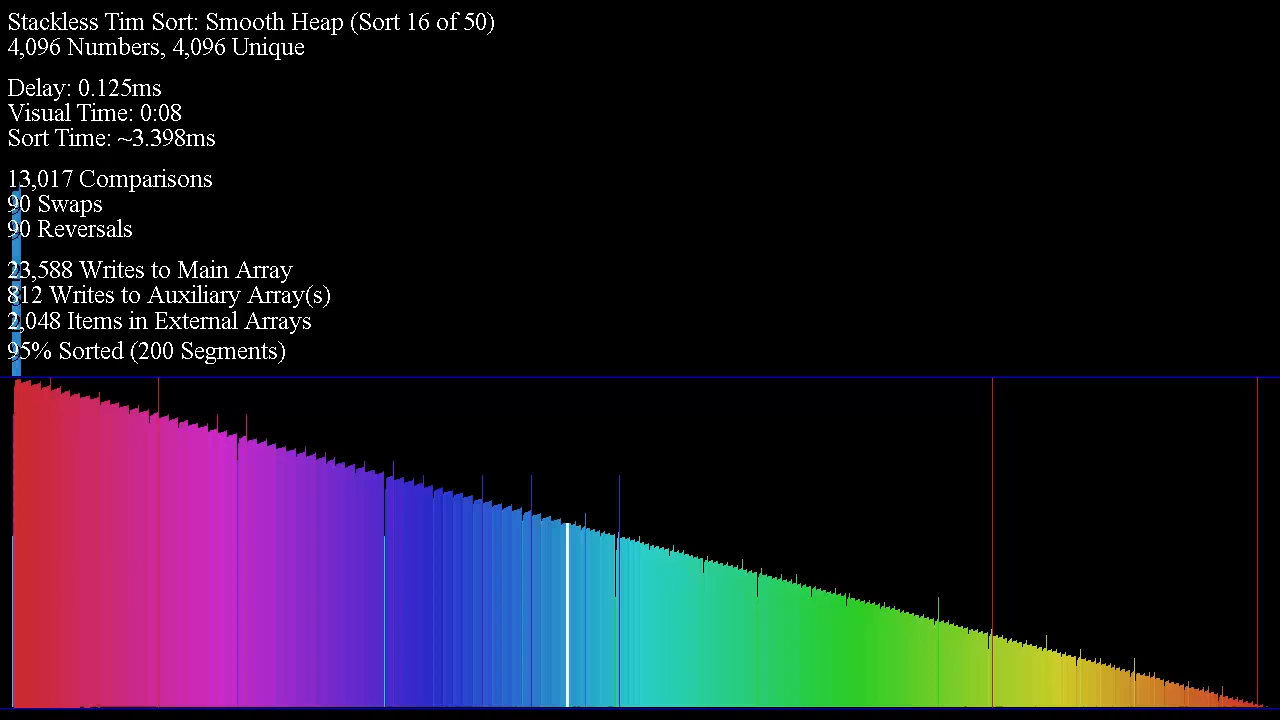 Stackless Tim Sort: Smooth Heap (Sort 16 of 50)
4,096 Numbers, 4,096 Unique
Delay: 0.125ms
Visual Time: 0:08
Sort Time: ~3.398ms
13,017 Comparisons
90 Swaps
90 Reversals
23,588 Writes to Main Array
812 Writes to Auxiliary Array(s)
2,048 Items in External Arrays
95% Sorted (200 Segments)